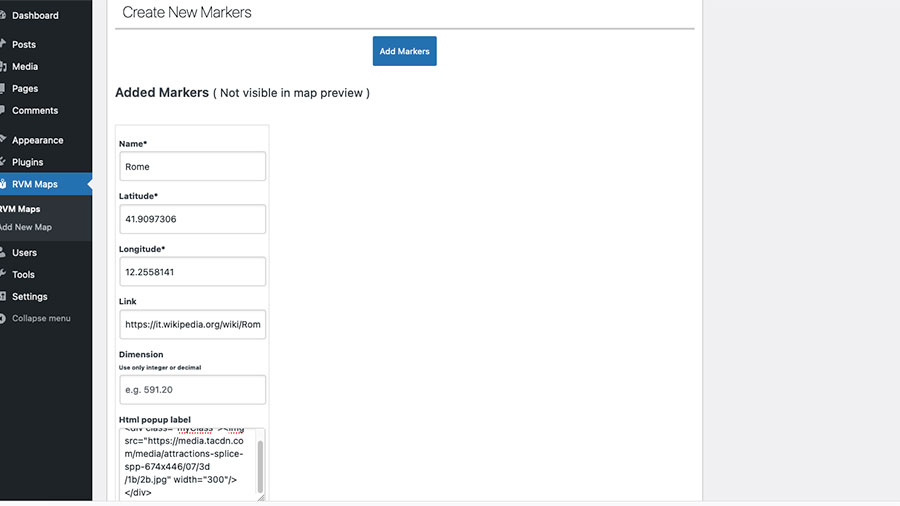 Dashboard
Posts
Media
Pages
Comments
Appearance
Plugins
RVM Maps
RVM Maps
Add New Map
Users
Tools
Settings
Collapse menu
Create New Markers
Add Markers
Added Markers ( Not visible in map preview )
Name*
Rome
Latitude*
41.9097306
Longitude*
12.2558141
Link
https://it.wikipedia.org/wiki/Rom
Dimension
Use only integer or decimal
e.g. 591.20
Html popup label
<div class="myClass"><img
src="https://media.tacdn.co
m/media/attractions-splice-
spp-674x446/07/3d
/1b/2b.jpg" width="300"/>
</div>